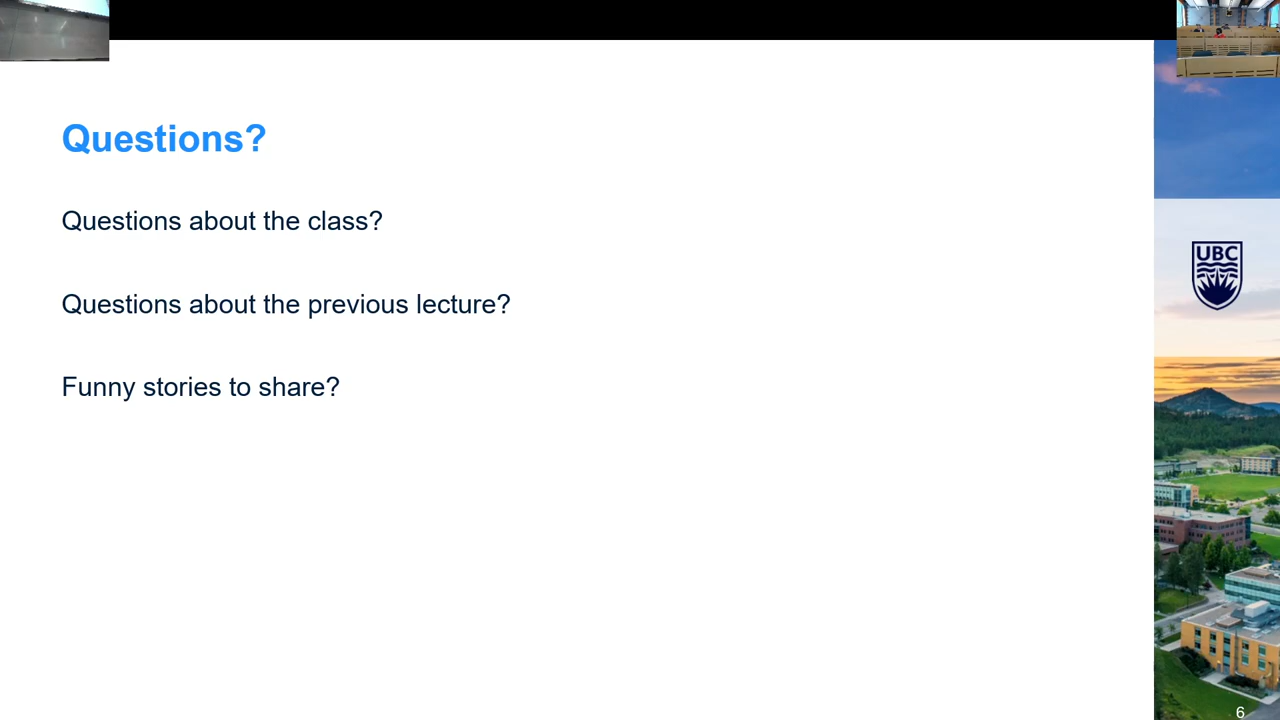 Questions?
Questions about the class?
Questions about the previous lecture?
Funny stories to share?
UBC
6